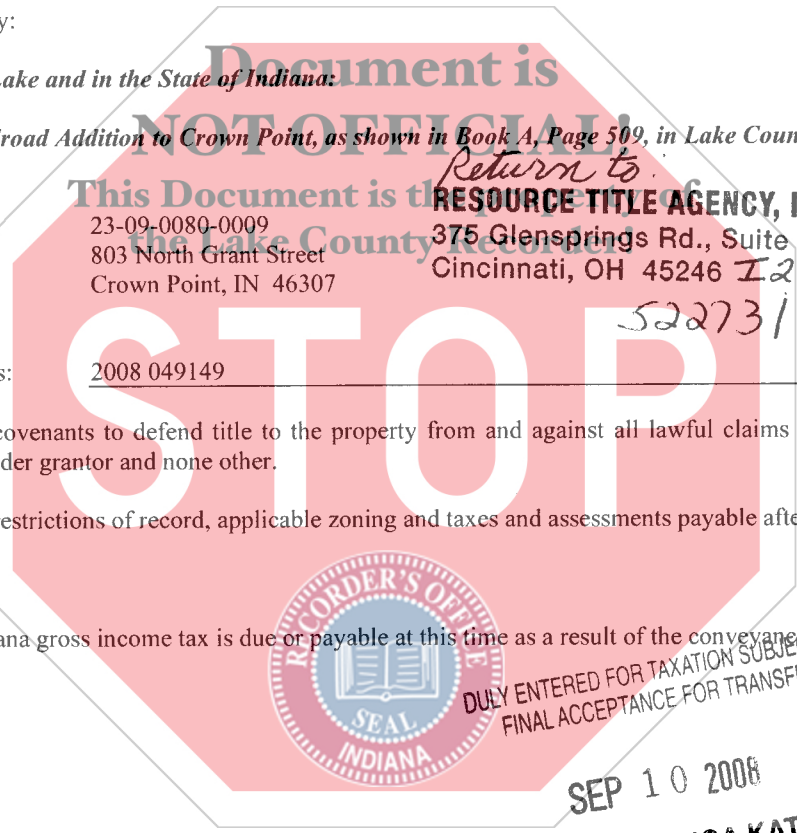 y:
Document is
ake and in the State of Indiana:
NOT OFFICIAL!
road Addition to Crown Point, as shown in Book A, Page 509, in Lake Coun
Return to:
This Document is the property of
RESOURCE TITLE AGENCY, I
23-09-0080-0009
the Lake County Recorder!
375 Glensprings Rd., Suite
803 North Grant Street
Cincinnati, OH 45246 I2
Crown Point, IN 46307
522731
STOP
s: 2008 049149
covenants to defend title to the property from and against all lawful claims
der grantor and none other.
restrictions of record, applicable zoning and taxes and assessments payable afte
RECORDER'S OFFICE
ana gross income tax is due or payable at this time as a result of the conveyance
DULY ENTERED FOR TAXATION SUBJE
FINAL ACCEPTANCE FOR TRANSFE
SEAL
INDIANA
SEP 10 2008
KAT